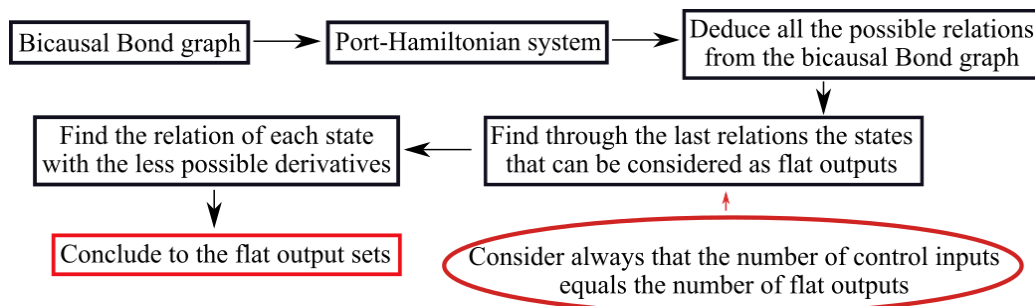 Bicausal Bond graph
Port-Hamiltonian system
Deduce all the possible relations
from the bicausal Bond graph
Find through the last relations the states
that can be considered as flat outputs
Find the relation of each state
with the less possible derivatives
Conclude to the flat output sets
Consider always that the number of control inputs
equals the number of flat outputs